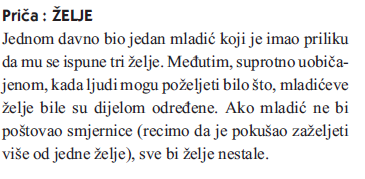 Priča : ŽELJE
Jednom davno bio jedan mladić koji je imao priliku
da mu se ispune tri želje. Međutim, suprotno uobiča-
jenom, kada ljudi mogu poželjeti bilo što, mladićeve
želje bile su dijelom određene. Ako mladić ne bi
poštovao smjernice (recimo da je pokušao zaželjeti
više od jedne želje), sve bi želje nestale.